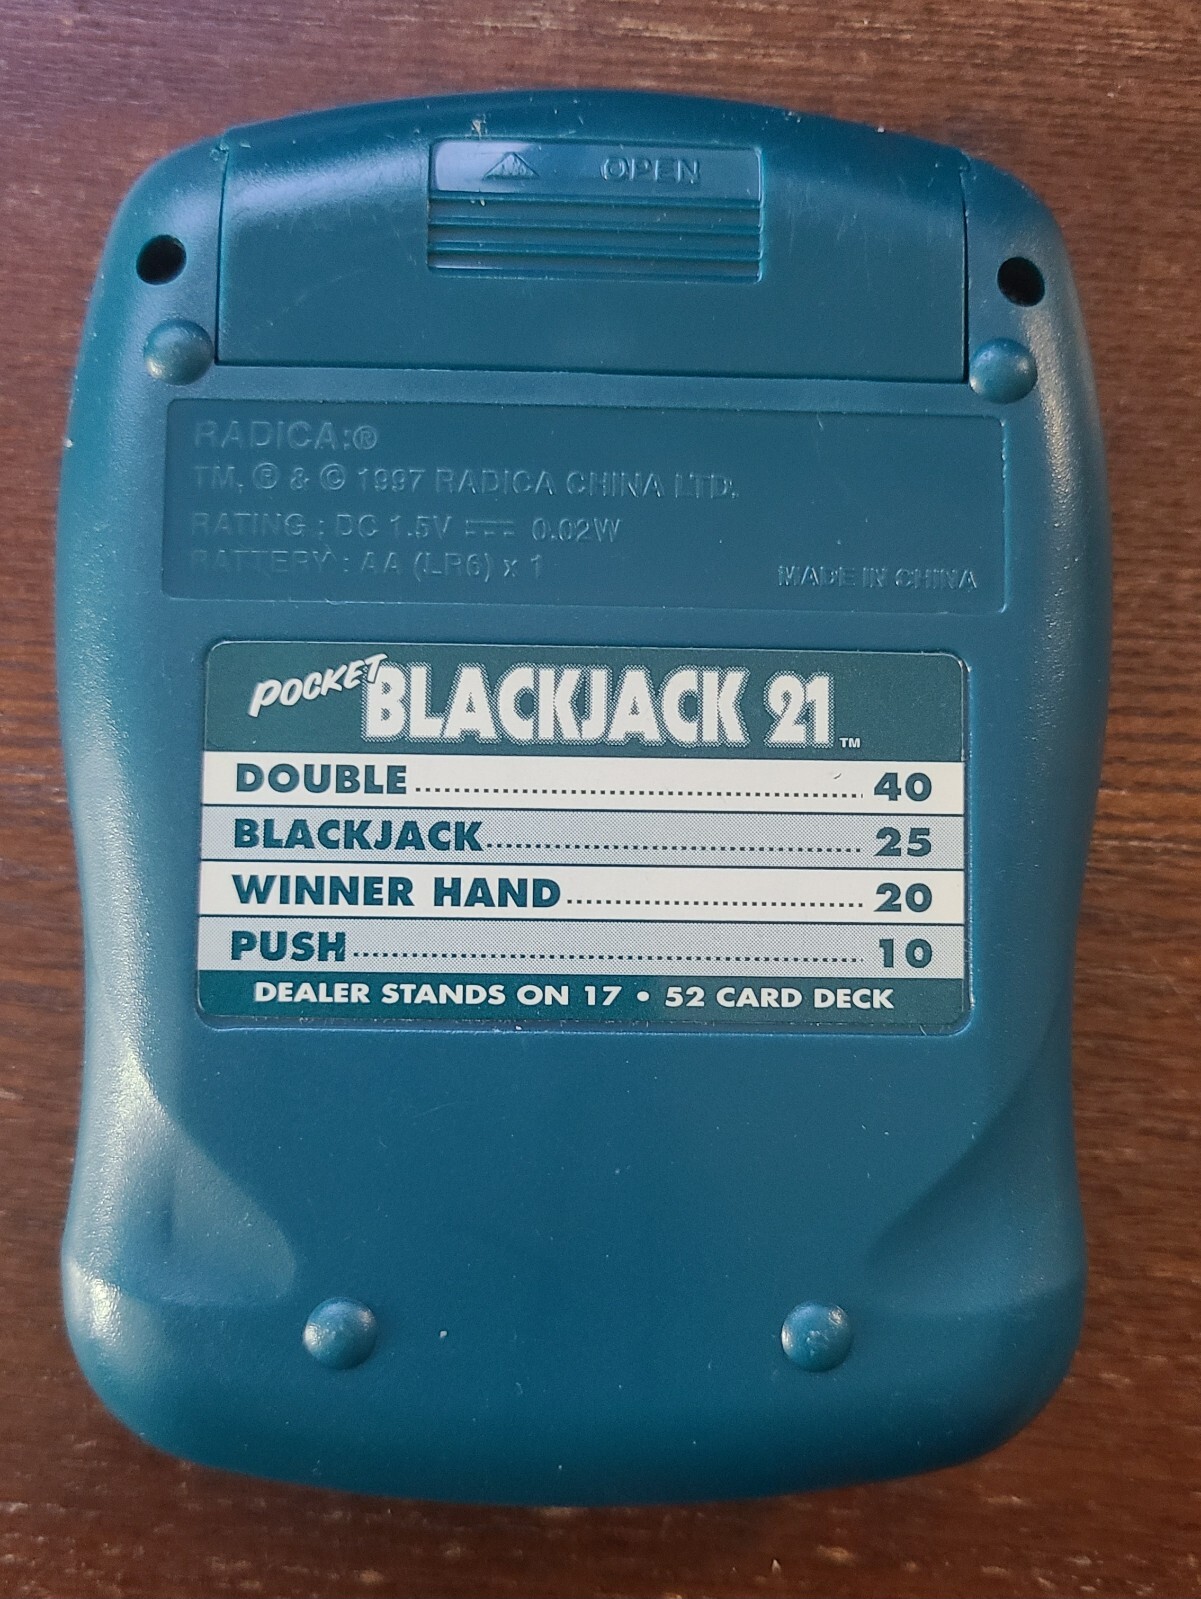 OPEN
RADICA:®
TM, ® & © 1997 RADICA CHINA LTD.
RATING : DC 1.5V ⎓ 0.02W
BATTERY : AA (LR6) x 1
MADE IN CHINA
POCKET BLACKJACK 21™
DOUBLE........................................ 40
BLACKJACK................................. 25
WINNER HAND.......................... 20
PUSH............................................. 10
DEALER STANDS ON 17 • 52 CARD DECK